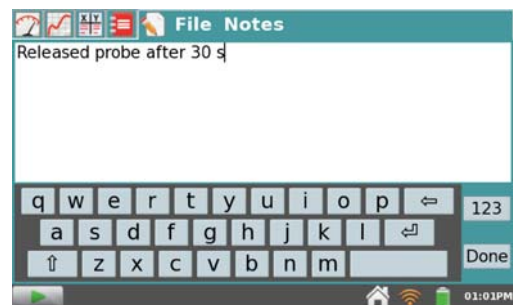 X Y
File Notes
Released probe after 30 s
q w e r t y u i o p ⇦
123
a s d f g h j k l ⏎
⇧ z x c v b n m
Done
01:01PM